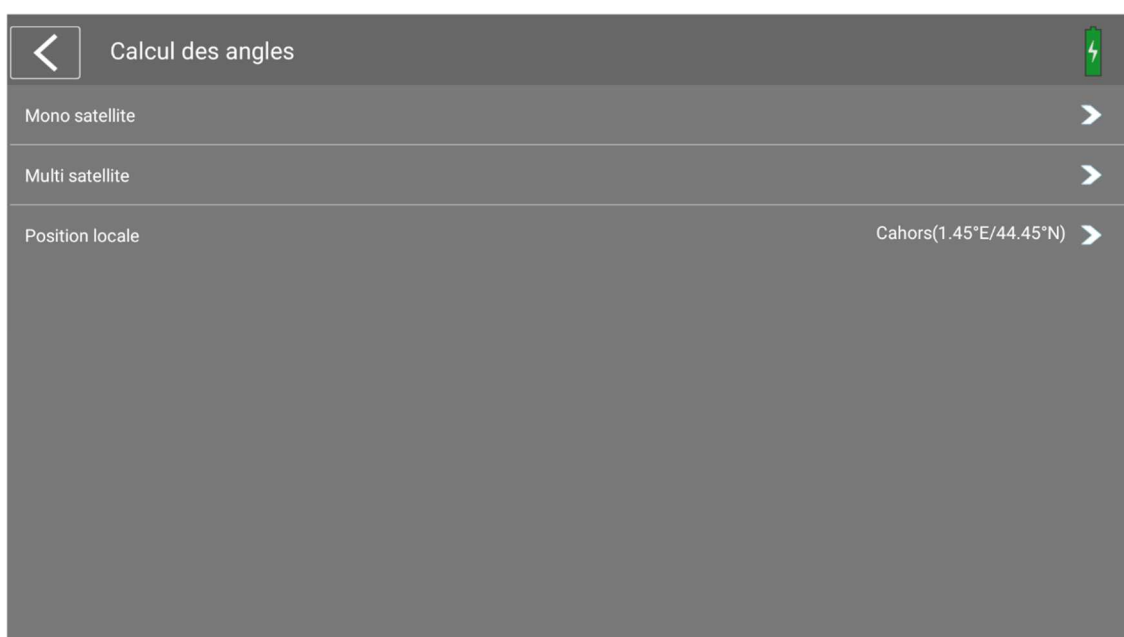 Calcul des angles
Mono satellite
Multi satellite
Position locale Cahors(1.45°E/44.45°N)